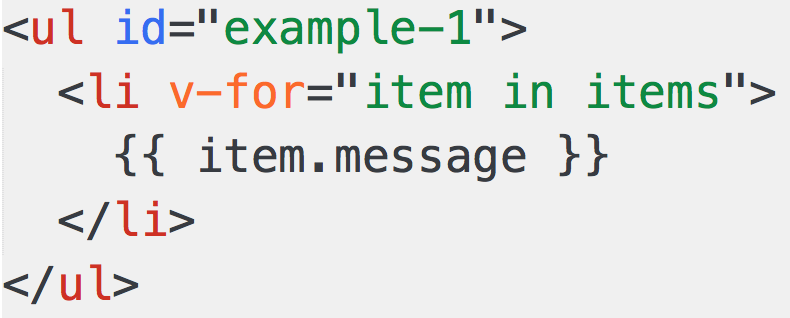 <ul id="example-1">
  <li v-for="item in items">
    {{ item.message }}
  </li>
</ul>